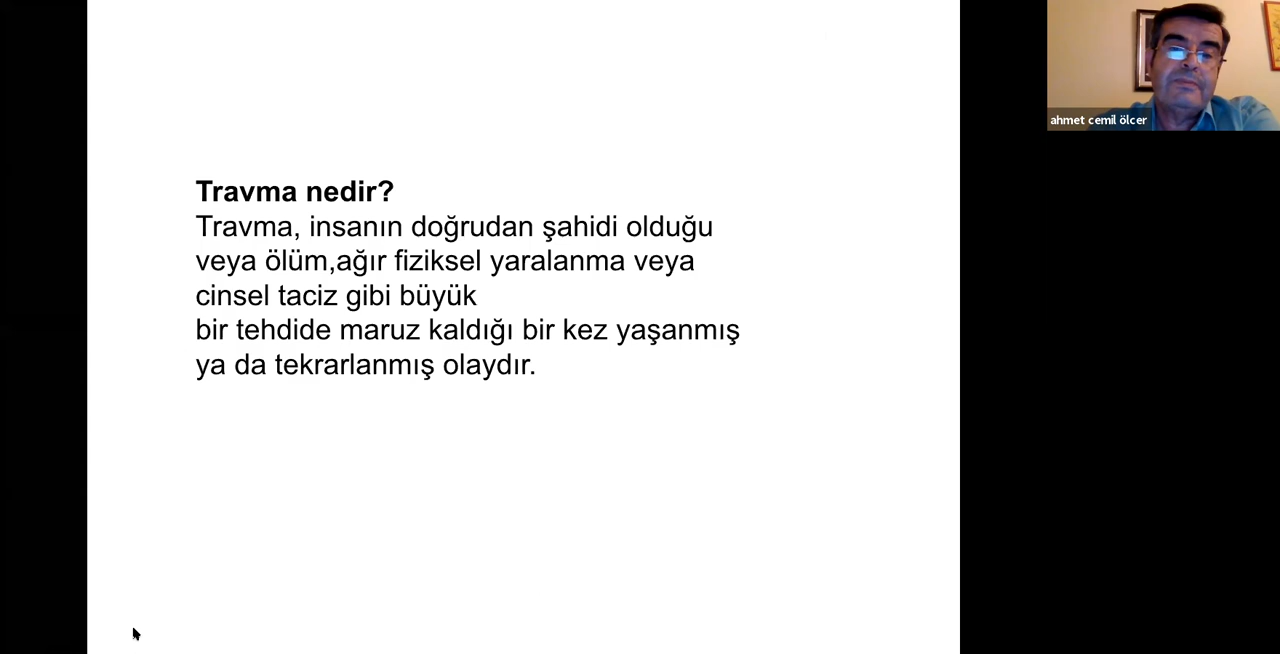 Travma nedir?
Travma, insanın doğrudan şahidi olduğu
veya ölüm,ağır fiziksel yaralanma veya
cinsel taciz gibi büyük
bir tehdide maruz kaldığı bir kez yaşanmış
ya da tekrarlanmış olaydır.
ahmet cemil ölcer